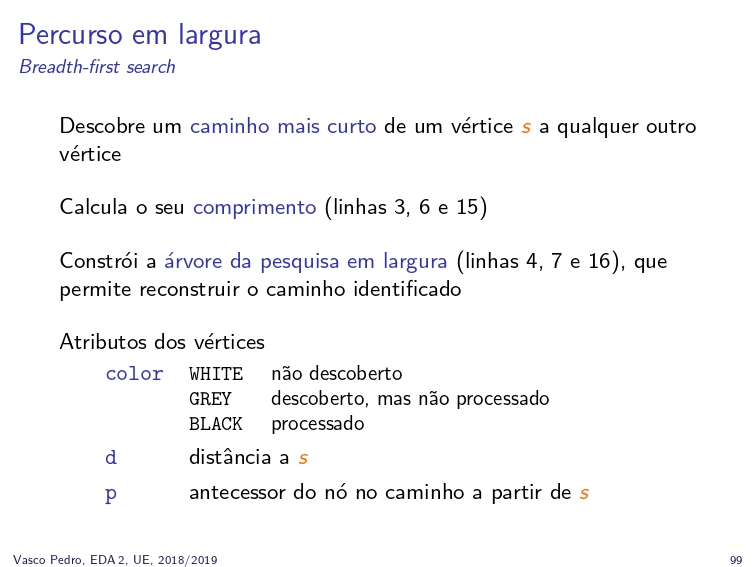 Percurso em largura
Breadth-first search
Descobre um caminho mais curto de um vértice s a qualquer outro
vértice
Calcula o seu comprimento (linhas 3, 6 e 15)
Constrói a árvore da pesquisa em largura (linhas 4, 7 e 16), que
permite reconstruir o caminho identificado
Atributos dos vértices
color WHITE não descoberto
GREY descoberto, mas não processado
BLACK processado
d distância a s
p antecessor do nó no caminho a partir de s
Vasco Pedro, EDA 2, UE, 2018/2019 99